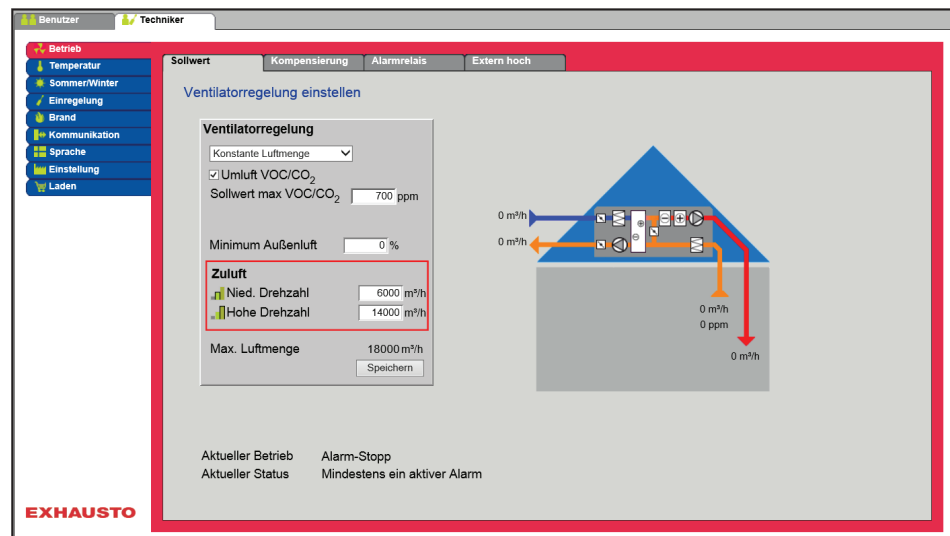 Benutzer
Techniker
Betrieb
Temperatur
Sommer/Winter
Einregelung
Brand
Kommunikation
Sprache
Einstellung
Laden
EXHAUSTO
Sollwert
Kompensierung
Alarmrelais
Extern hoch
Ventilatorregelung einstellen
Ventilatorregelung
Konstante Luftmenge
Umluft VOC/CO2
Sollwert max VOC/CO2 700 ppm
Minimum Außenluft 0 %
Zuluft
Nied. Drehzahl 6000 m³/h
Hohe Drehzahl 14000 m³/h
Max. Luftmenge 18000 m³/h
Speichern
0 m³/h
0 m³/h
0 m³/h
0 ppm
0 m³/h
Aktueller Betrieb Alarm-Stopp
Aktueller Status Mindestens ein aktiver Alarm